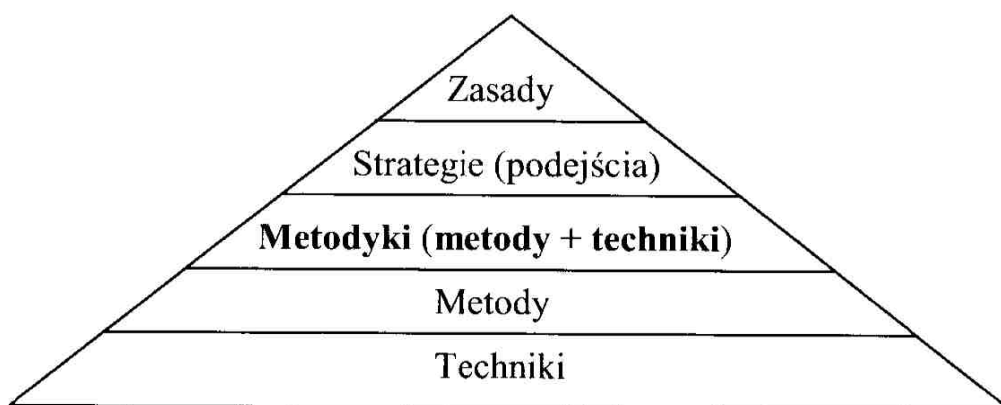 Zasady
Strategie (podejścia)
Metodyki (metody + techniki)
Metody
Techniki